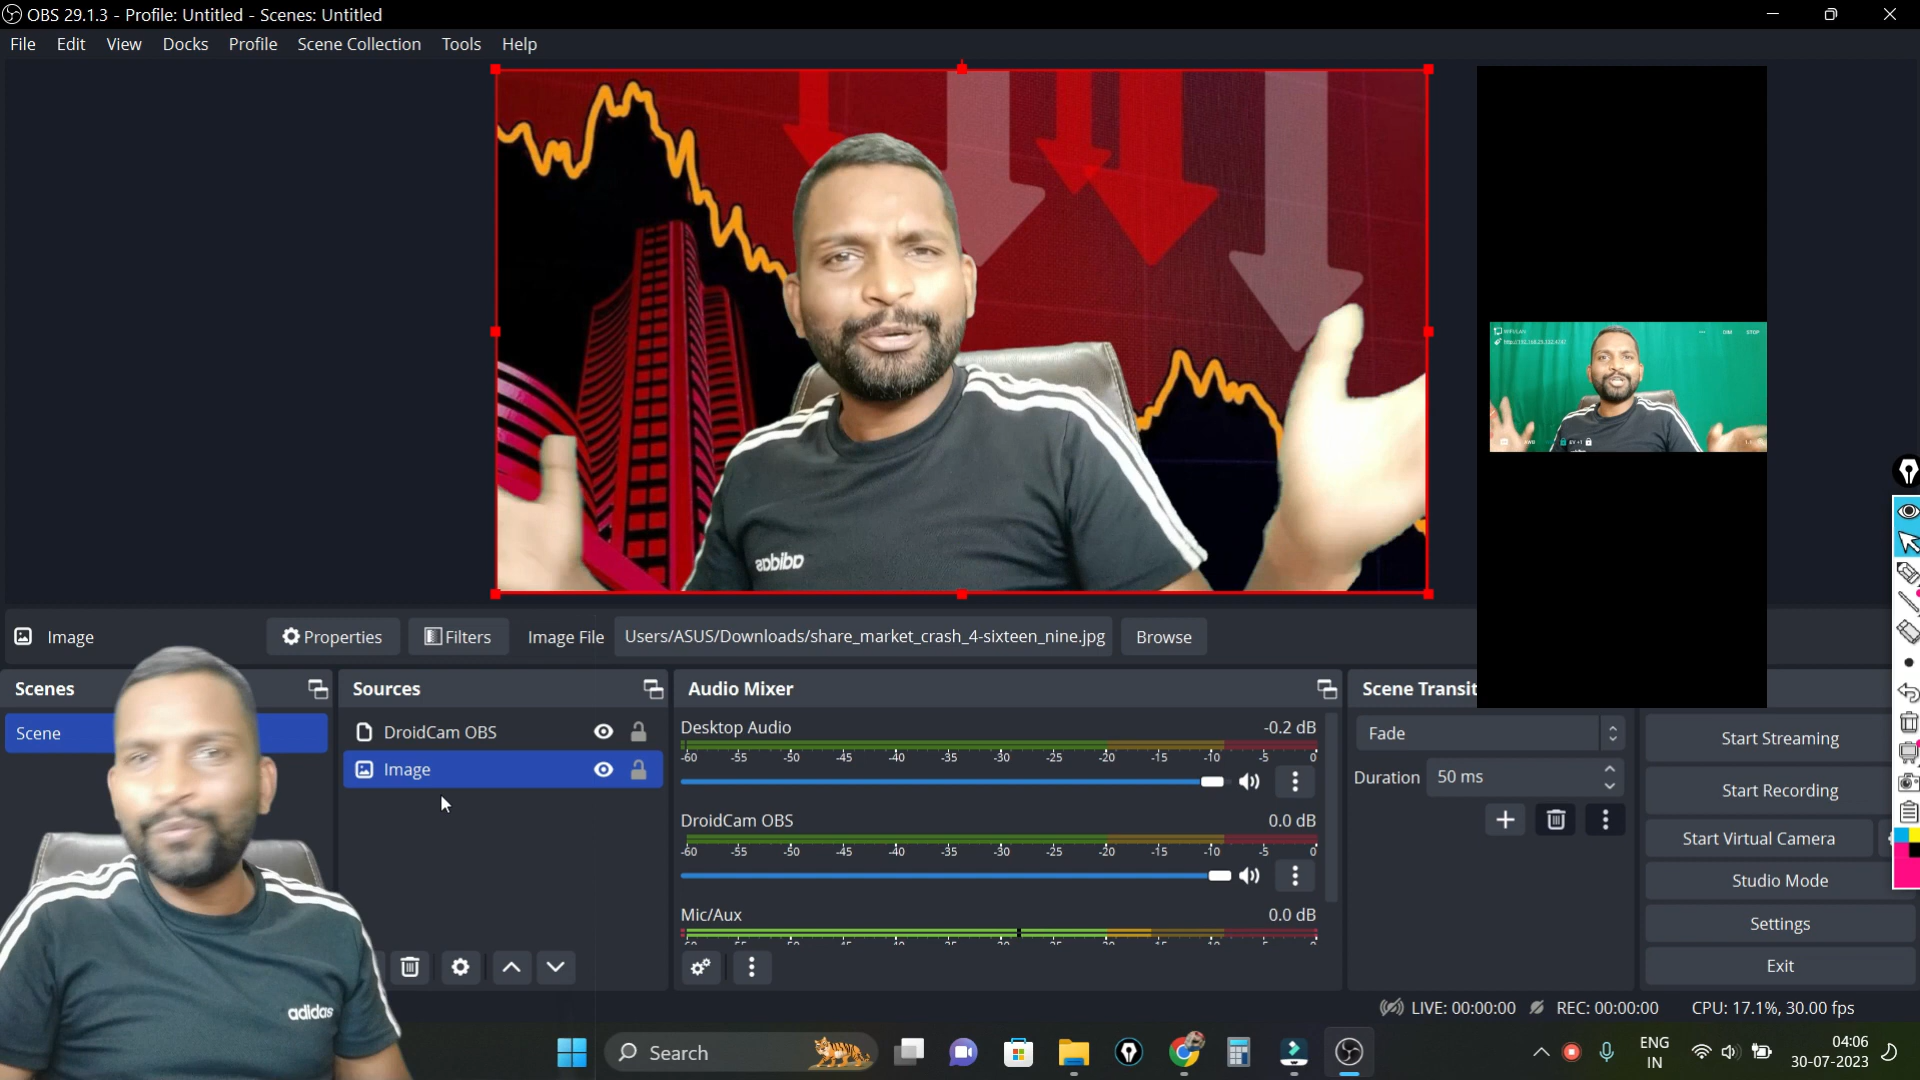 OBS 29.1.3 - Profile: Untitled - Scenes: Untitled
File Edit View Docks Profile Scene Collection Tools Help
WIFI/LAN
DIM STOP
adidas
Image Properties Filters Image File Users/ASUS/Downloads/share_market_crash_4-sixteen_nine.jpg Browse
Scenes Sources Audio Mixer Scene Transit
Scene
DroidCam OBS
Image
Desktop Audio -0.2 dB
-60 -55 -50 -45 -40 -35 -30 -25 -20 -15 -10 -5 0
DroidCam OBS 0.0 dB
-60 -55 -50 -45 -40 -35 -30 -25 -20 -15 -10 -5 0
Mic/Aux 0.0 dB
Fade
Duration 50 ms
Start Streaming
Start Recording
Start Virtual Camera
Studio Mode
Settings
Exit
adidas
LIVE: 00:00:00 REC: 00:00:00 CPU: 17.1%, 30.00 fps
Search
ENG
IN
04:06
30-07-2023